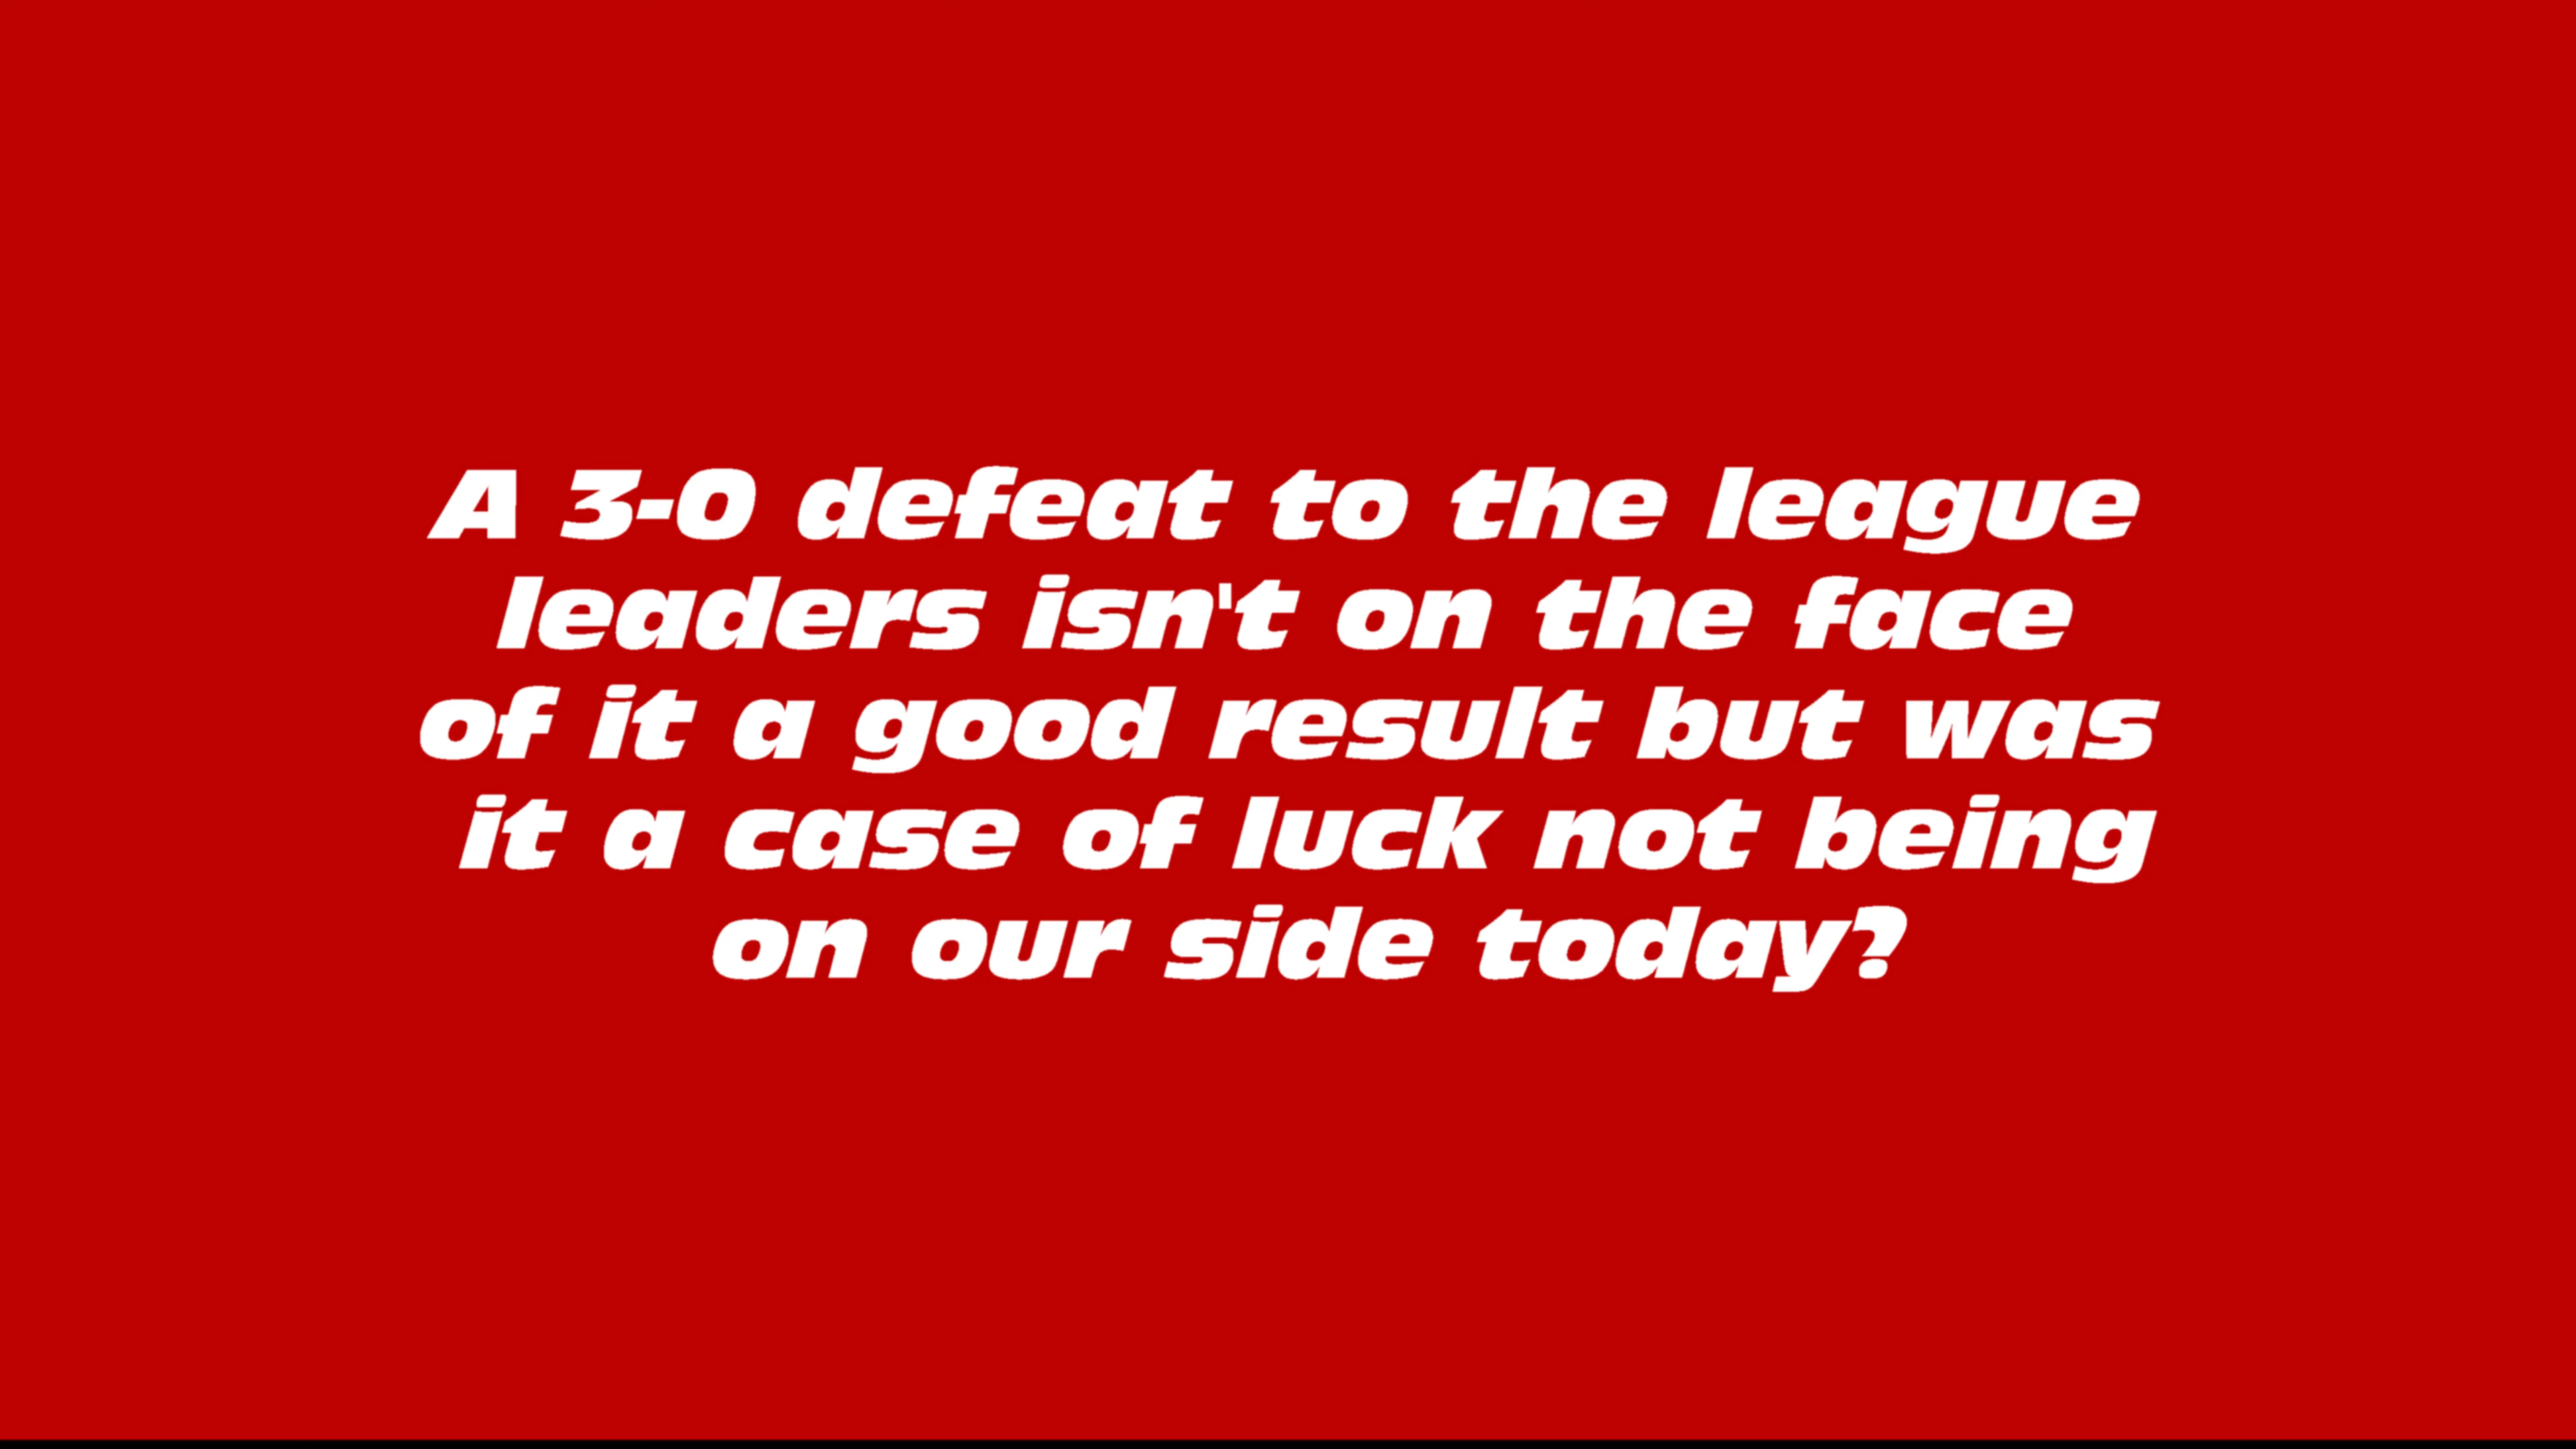 A 3-0 defeat to the league
leaders isn't on the face
of it a good result but was
it a case of luck not being
on our side today?